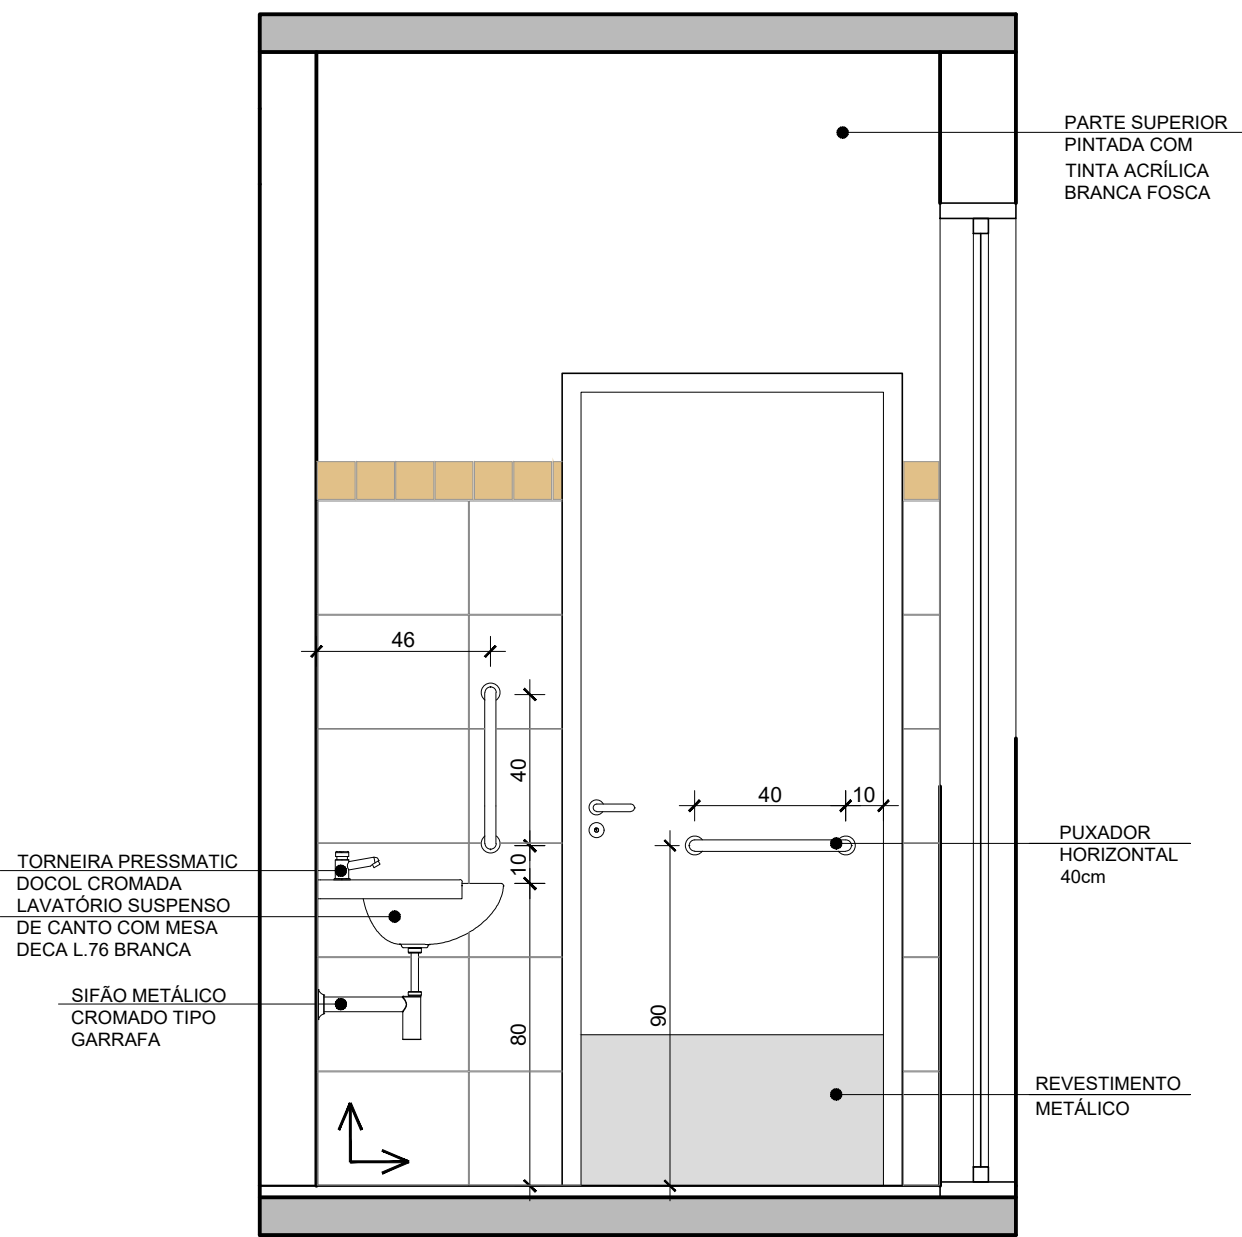 PARTE SUPERIOR
PINTADA COM
TINTA ACRÍLICA
BRANCA FOSCA
46
40
40
10
10
PUXADOR
HORIZONTAL
40cm
TORNEIRA PRESSMATIC
DOCOL CROMADA
LAVATÓRIO SUSPENSO
DE CANTO COM MESA
DECA L.76 BRANCA
SIFÃO METÁLICO
CROMADO TIPO
GARRAFA
80
90
REVESTIMENTO
METÁLICO